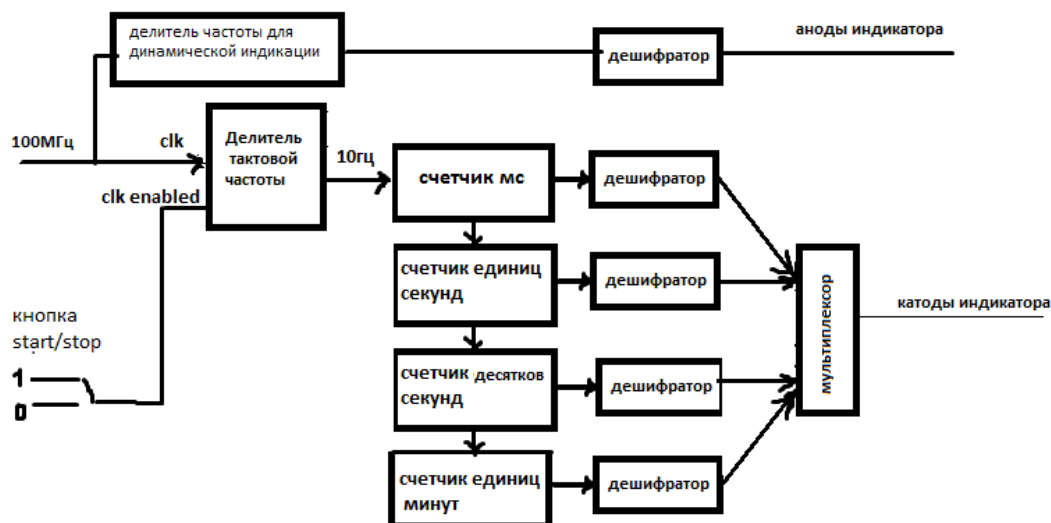 делитель частоты для
динамической индикации
дешифратор
аноды индикатора
100МГц
clk
Делитель
тактовой
частоты
10гц
clk enabled
счетчик мс
дешифратор
счетчик единиц
секунд
дешифратор
мультиплексор
катоды индикатора
кнопка
start/stop
1
0
счетчик десятков
секунд
дешифратор
счетчик единиц
минут
дешифратор